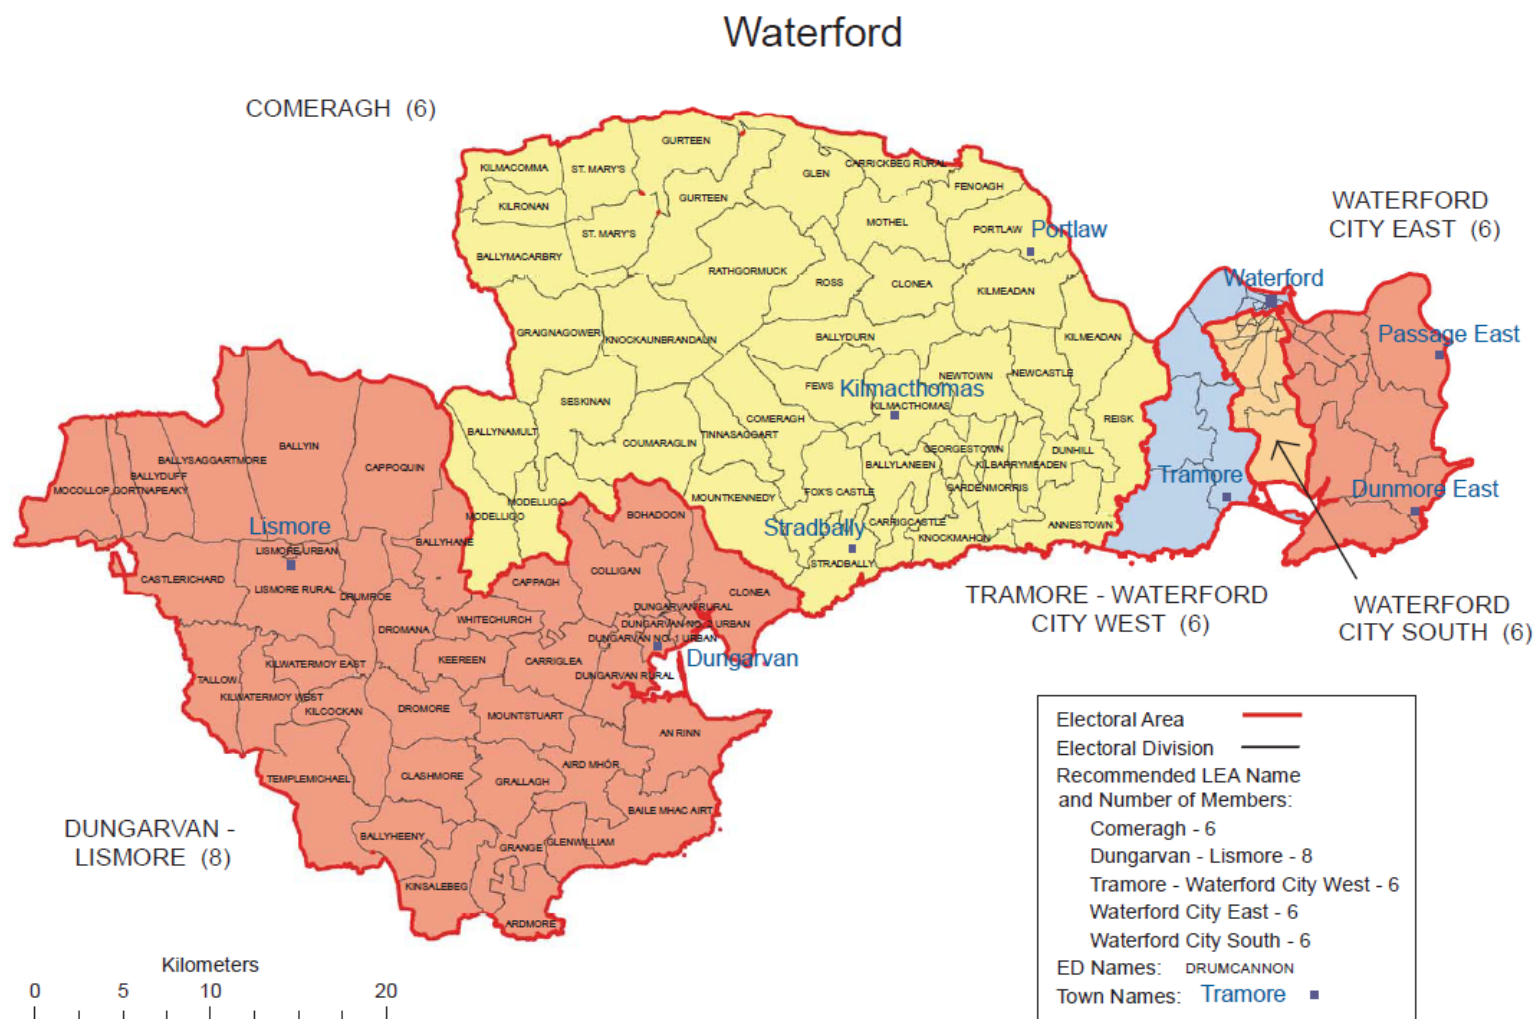 Waterford
COMERAGH (6)
WATERFORD
CITY EAST (6)
DUNGARVAN -
LISMORE (8)
TRAMORE - WATERFORD
CITY WEST (6)
WATERFORD
CITY SOUTH (6)
KILMACOMMA
ST. MARY'S
GURTEEN
GLEN
CARRICKBEG RURAL
FENOAGH
KILRONAN
GURTEEN
ST. MARY'S
MOTHEL
PORTLAW
Portlaw
BALLYMACARBRY
RATHGORMUCK
ROSS
CLONEA
KILMEADAN
Waterford
GRAIGNAGOWER
KNOCKAUNBRANDAUN
BALLYDURN
KILMEADAN
Passage East
FEWS
Kilmacthomas
NEWTOWN
NEWCASTLE
KILMACTHOMAS
SESKINAN
COMERAGH
REISK
BALLYNAMULT
COUMARAGLIN
TINNASAGGART
GEORGESTOWN
DUNHILL
BALLYLANEEN
KILBARRYMEADEN
BALLYIN
BALLYSAGGARTMORE
CAPPOQUIN
BALLYDUFF
MOCOLLOP
GORTNAPEAKY
MODELLIGO
MODELLIGO
MOUNTKENNEDY
FOX'S CASTLE
GARDENMORRIS
Tramore
Dunmore East
Lismore
BOHADOON
Stradbally
CARRIGCASTLE
ANNESTOWN
KNOCKMAHON
BALLYHANE
LISMORE URBAN
STRADBALLY
CASTLERICHARD
LISMORE RURAL
DRUMROE
CAPPAGH
COLLIGAN
CLONEA
DUNGARVAN RURAL
WHITECHURCH
DUNGARVAN NO. 2 URBAN
DROMANA
DUNGARVAN NO. 1 URBAN
Dungarvan
KILWATERMOY EAST
KEEREEN
CARRIGLEA
DUNGARVAN RURAL
TALLOW
KILWATERMOY WEST
KILCOCKAN
DROMORE
MOUNTSTUART
AN RINN
TEMPLEMICHAEL
CLASHMORE
GRALLAGH
AIRD MHÓR
BAILE MHAC AIRT
BALLYHEENY
GRANGE
GLENWILLIAM
KINSALEBEG
ARDMORE
Kilometers
0 5 10 20
Electoral Area
Electoral Division
Recommended LEA Name
and Number of Members:
Comeragh - 6
Dungarvan - Lismore - 8
Tramore - Waterford City West - 6
Waterford City East - 6
Waterford City South - 6
ED Names: DRUMCANNON
Town Names: Tramore